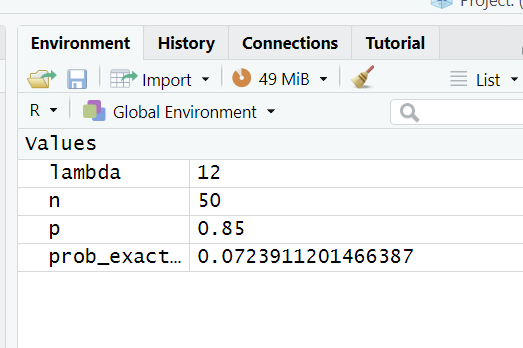 Project: (
Environment History Connections Tutorial
Import 49 MiB List
R Global Environment
Values
lambda 12
n 50
p 0.85
prob_exact… 0.0723911201466387